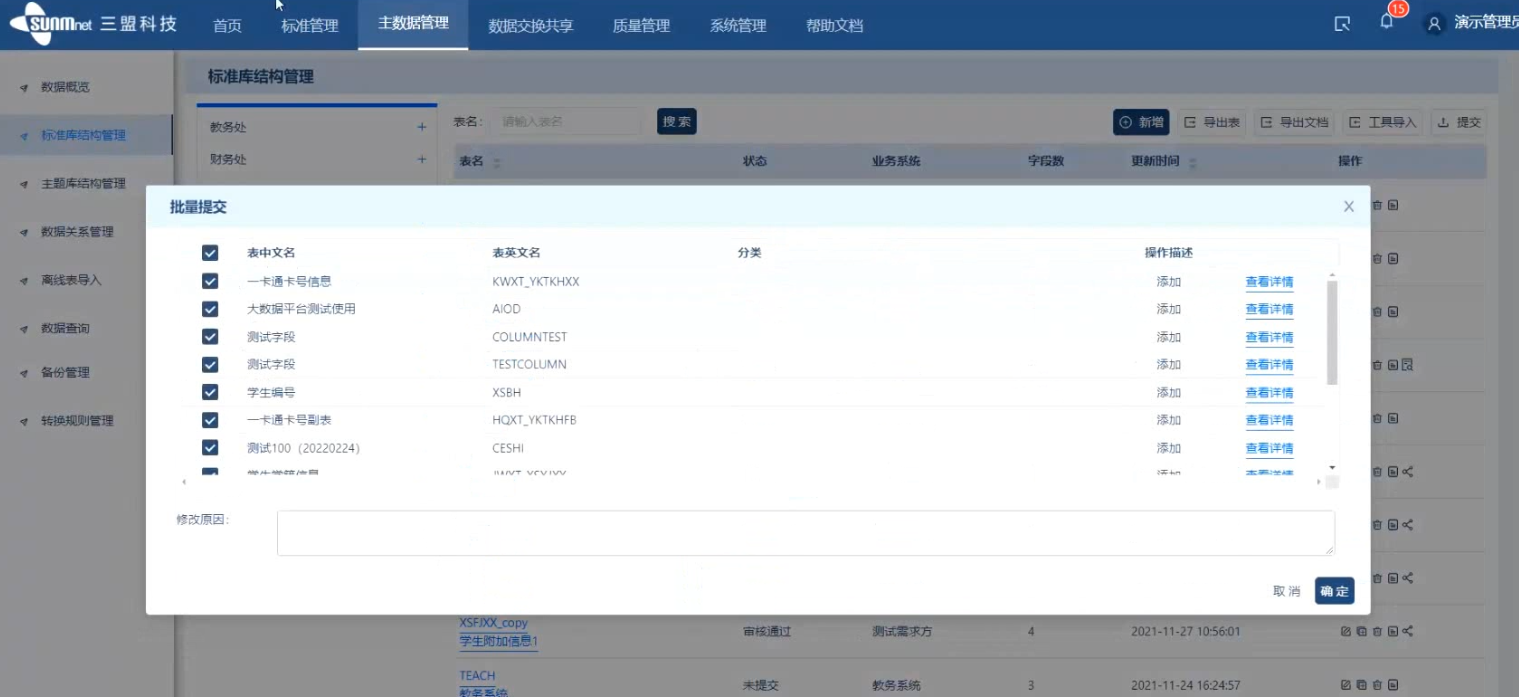 SUNMnet 三盟科技 首页 标准管理 主数据管理 数据交换共享 质量管理 系统管理 帮助文档 15 演示管理员
数据概览
标准库结构管理
主题库结构管理
数据关系管理
离线表导入
数据查询
备份管理
转换规则管理
标准库结构管理
教务处 +
财务处 +
表名: 请输入表名 搜索 新增 导出表 导出文档 工具导入 提交
表名 状态 业务系统 字段数 更新时间 操作
批量提交
表中文名 表英文名 分类 操作描述
一卡通卡号信息 KWXT_YKTKHXX 添加 查看详情
大数据平台测试使用 AIOD 添加 查看详情
测试字段 COLUMNTEST 添加 查看详情
测试字段 TESTCOLUMN 添加 查看详情
学生编号 XSBH 添加 查看详情
一卡通卡号副表 HQXT_YKTKHFB 添加 查看详情
测试100（20220224） CESHI 添加 查看详情
学生学籍信息 JWXT_XSXJXX 添加 查看详情
修改原因:
取消 确定
XSFJXX_copy
学生附加信息1 审核通过 测试需求方 4 2021-11-27 10:56:01
TEACH
教务系统 未提交 教务系统 3 2021-11-24 16:24:57